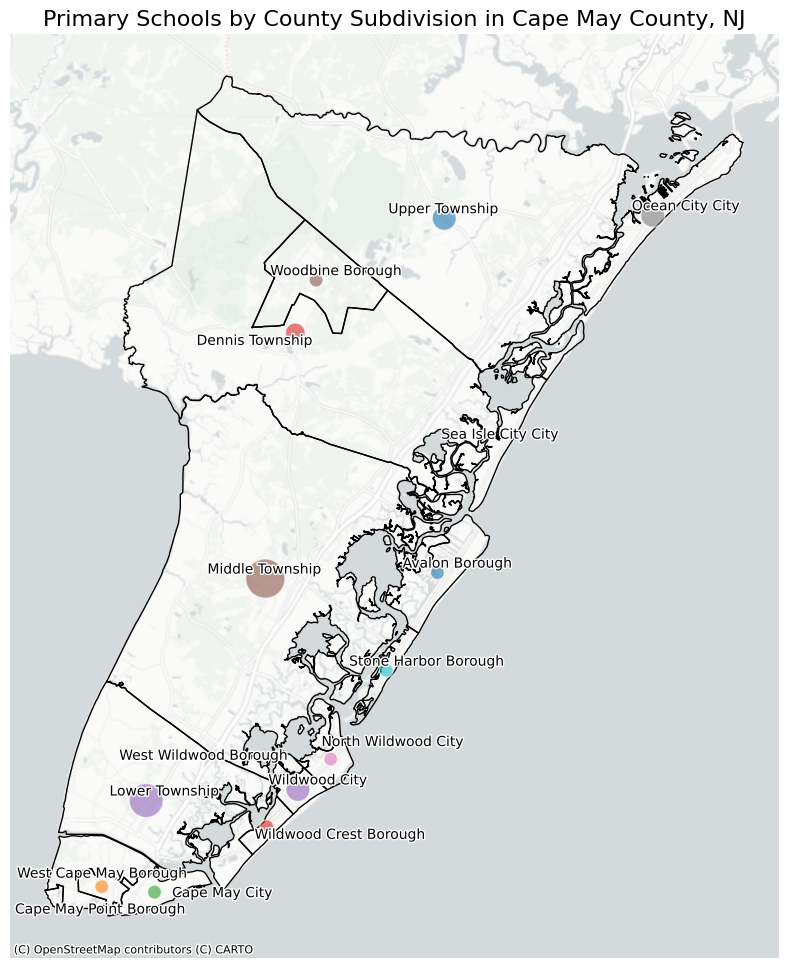 Primary Schools by County Subdivision in Cape May County, NJ
Ocean City City
Upper Township
Woodbine Borough
Dennis Township
Sea Isle City City
Avalon Borough
Middle Township
Stone Harbor Borough
North Wildwood City
West Wildwood Borough
Wildwood City
Lower Township
Wildwood Crest Borough
West Cape May Borough
Cape May City
Cape May Point Borough
(C) OpenStreetMap contributors (C) CARTO